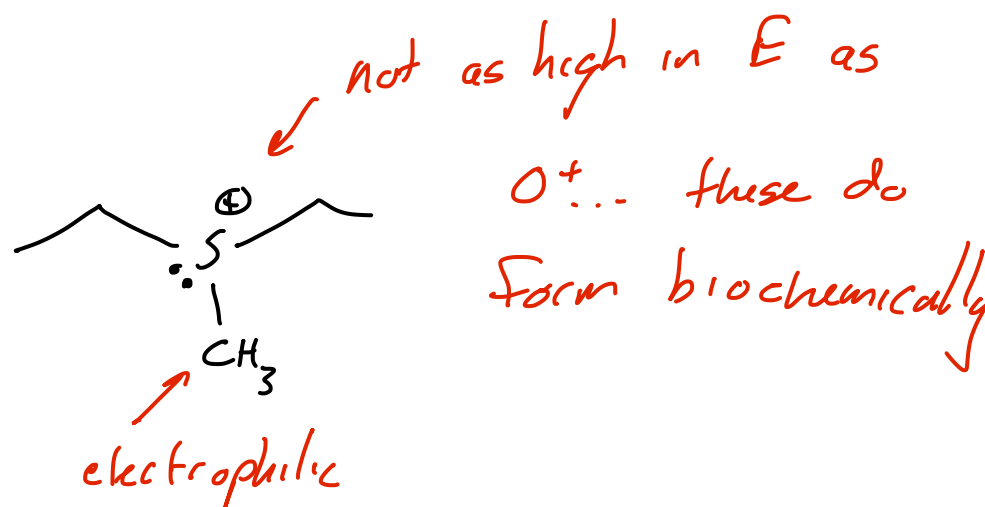 not as high in E as
O⁺... these do
form biochemically
⊕
S
CH₃
electrophilic